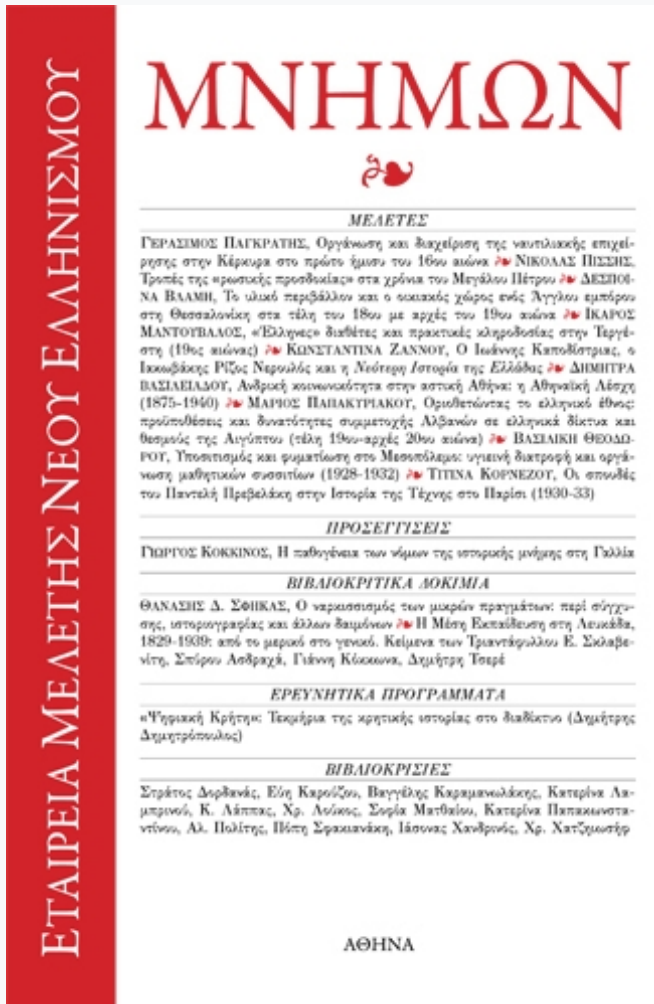 ΕΤΑΙΡΕΙΑ ΜΕΛΕΤΗΣ ΝΕΟΥ ΕΛΛΗΝΙΣΜΟΥ
ΜΝΗΜΩΝ
ΜΕΛΕΤΕΣ
ΓΕΡΑΣΙΜΟΣ ΠΑΓΚΡΑΤΗΣ, Οργάνωση και διαχείριση της ναυτιλιακής επιχεί-
ρησης στην Κέρκυρα στο πρώτο ήμισυ του 16ου αιώνα ❧ ΝΙΚΟΛΑΣ ΠΙΣΣΗΣ,
Τροπές της «ρωσικής προσδοκίας» στα χρόνια του Μεγάλου Πέτρου ❧ ΔΕΣΠΟΙ-
ΝΑ ΒΛΑΜΗ, Το υλικό περιβάλλον και ο οικιακός χώρος ενός Άγγλου εμπόρου
στη Θεσσαλονίκη στα τέλη του 18ου με αρχές του 19ου αιώνα ❧ ΙΚΑΡΟΣ
ΜΑΝΤΟΥΒΑΛΟΣ, «Έλληνες» διαθέτες και πρακτικές κληροδοσίας στην Τεργέ-
στη (19ος αιώνας) ❧ ΚΩΝΣΤΑΝΤΙΝΑ ΖΑΝΝΟΥ, Ο Ιωάννης Καποδίστριας, ο
Ιακωβάκης Ρίζος Νερουλός και η Νεότερη Ιστορία της Ελλάδας ❧ ΔΗΜΗΤΡΑ
ΒΑΣΙΛΕΙΑΔΟΥ, Ανδρική κοινωνικότητα στην αστική Αθήνα: η Αθηναϊκή Λέσχη
(1875-1940) ❧ ΜΑΡΙΟΣ ΠΑΠΑΚΥΡΙΑΚΟΥ, Οριοθετώντας το ελληνικό έθνος:
προϋποθέσεις και δυνατότητες συμμετοχής Αλβανών σε ελληνικά δίκτυα και
θεσμούς της Αιγύπτου (τέλη 19ου-αρχές 20ου αιώνα) ❧ ΒΑΣΙΛΙΚΗ ΘΕΟΔΩ-
ΡΟΥ, Υποσιτισμός και φυματίωση στο Μεσοπόλεμο: υγιεινή διατροφή και οργά-
νωση μαθητικών συσσιτίων (1928-1932) ❧ ΤΙΤΙΝΑ ΚΟΡΝΕΖΟΥ, Οι σπουδές
του Παντελή Πρεβελάκη στην Ιστορία της Τέχνης στο Παρίσι (1930-33)
ΠΡΟΣΕΓΓΙΣΕΙΣ
ΓΙΩΡΓΟΣ ΚΟΚΚΙΝΟΣ, Η παθογένεια των νόμων της ιστορικής μνήμης στη Γαλλία
ΒΙΒΛΙΟΚΡΙΤΙΚΑ ΔΟΚΙΜΙΑ
ΘΑΝΑΣΗΣ Δ. ΣΦΗΚΑΣ, Ο ναρκισσισμός των μικρών πραγμάτων: περί σύγχυ-
σης, ιστοριογραφίας και άλλων δαιμόνων ❧ Η Μέση Εκπαίδευση στη Λευκάδα,
1829-1939: από το μερικό στο γενικό. Κείμενα των Τριαντάφυλλου Ε. Σκλαβε-
νίτη, Σπύρου Ασδραχά, Γιάννη Κόκκωνα, Δημήτρη Τσερέ
ΕΡΕΥΝΗΤΙΚΑ ΠΡΟΓΡΑΜΜΑΤΑ
«Ψηφιακή Κρήτη»: Τεκμήρια της κρητικής ιστορίας στο διαδίκτυο (Δημήτρης
Δημητρόπουλος)
ΒΙΒΛΙΟΚΡΙΣΙΕΣ
Στράτος Δορδανάς, Εύη Καρούζου, Βαγγέλης Καραμανωλάκης, Κατερίνα Λα-
μπρινού, Κ. Λάππας, Χρ. Λούκος, Σοφία Ματθαίου, Κατερίνα Παπακωνστα-
ντίνου, Αλ. Πολίτης, Πόπη Σφακιανάκη, Ιάσονας Χανδρινός, Χρ. Χατζηιωσήφ
ΑΘΗΝΑ